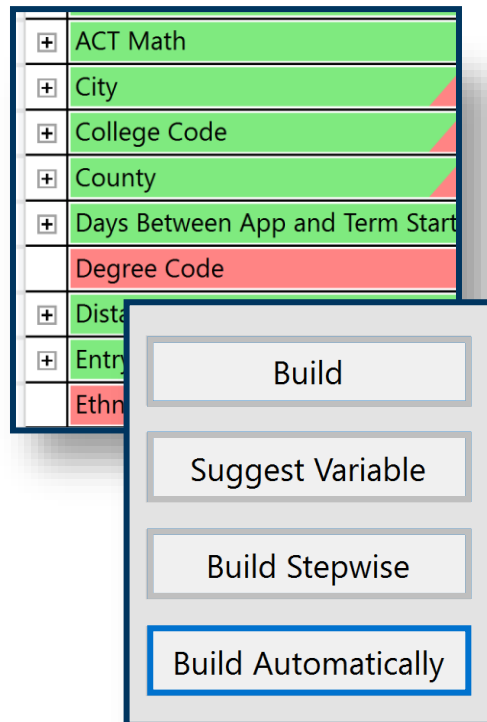 ACT Math
City
College Code
County
Days Between App and Term Start
Degree Code
Build
Suggest Variable
Build Stepwise
Build Automatically